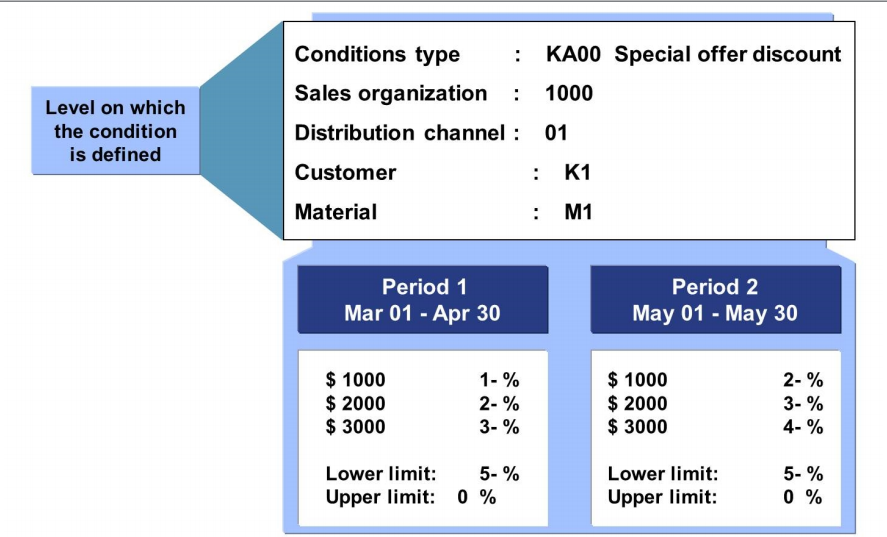 Level on which
the condition
is defined
Conditions type : KA00 Special offer discount
Sales organization : 1000
Distribution channel : 01
Customer : K1
Material : M1
Period 1
Mar 01 - Apr 30
$ 1000 1- %
$ 2000 2- %
$ 3000 3- %
Lower limit: 5- %
Upper limit: 0 %
Period 2
May 01 - May 30
$ 1000 2- %
$ 2000 3- %
$ 3000 4- %
Lower limit: 5- %
Upper limit: 0 %